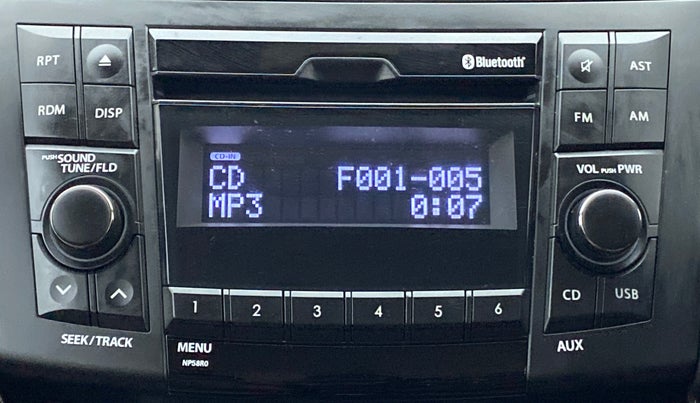 RPT
Bluetooth®
AST
RDM
DISP
FM
AM
PUSH SOUND
TUNE/FLD
VOL PUSH PWR
CD-IN
CD F001-005
MP3 0:07
1 2 3 4 5 6
CD
USB
SEEK/TRACK
MENU
NP58R0
AUX